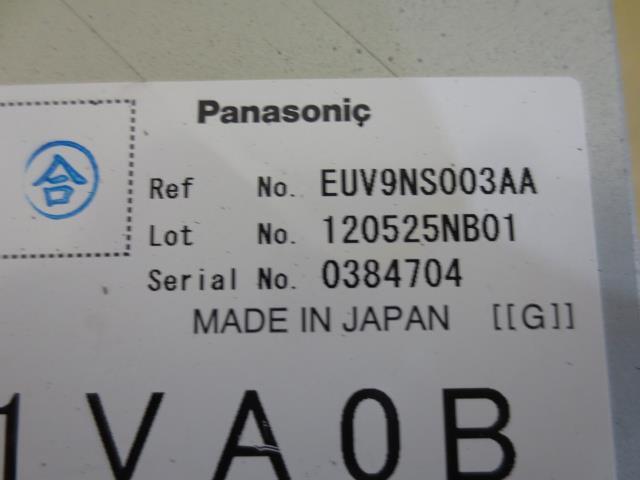 Panasonic
合
Ref No. EUV9NS003AA
Lot No. 120525NB01
Serial No. 0384704
MADE IN JAPAN [[G]]
1VA0B